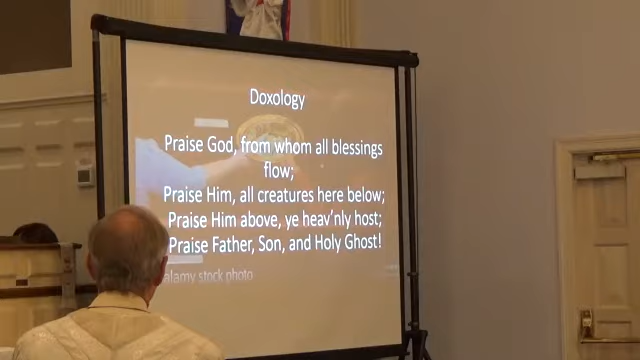 Doxology
Praise God, from whom all blessings
flow;
Praise Him, all creatures here below;
Praise Him above, ye heav'nly host;
Praise Father, Son, and Holy Ghost!
alamy stock photo